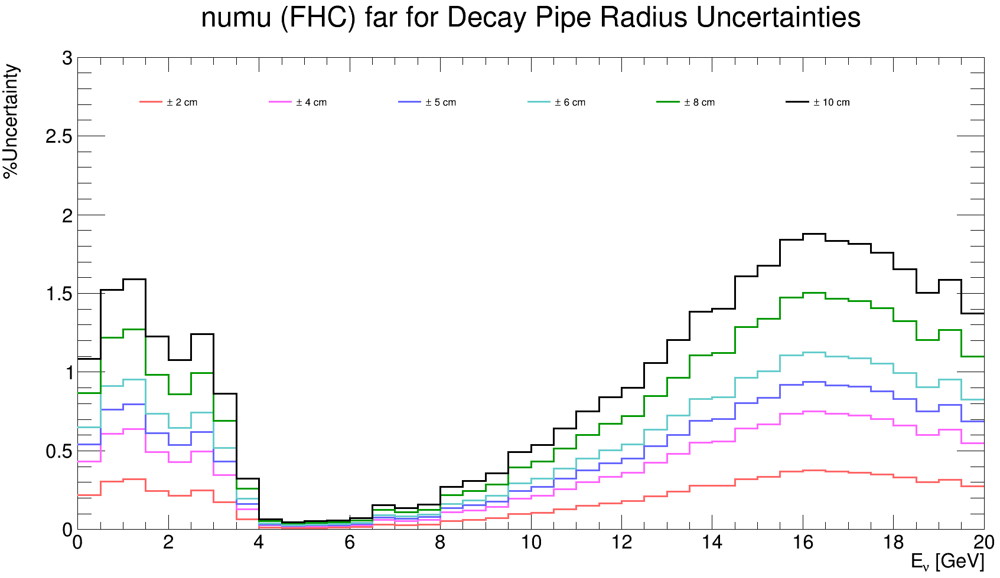 numu (FHC) far for Decay Pipe Radius Uncertainties
%Uncertainty
3
2.5
2
1.5
1
0.5
0
± 2 cm ± 4 cm ± 5 cm ± 6 cm ± 8 cm ± 10 cm
0 2 4 6 8 10 12 14 16 18 20
Eν [GeV]